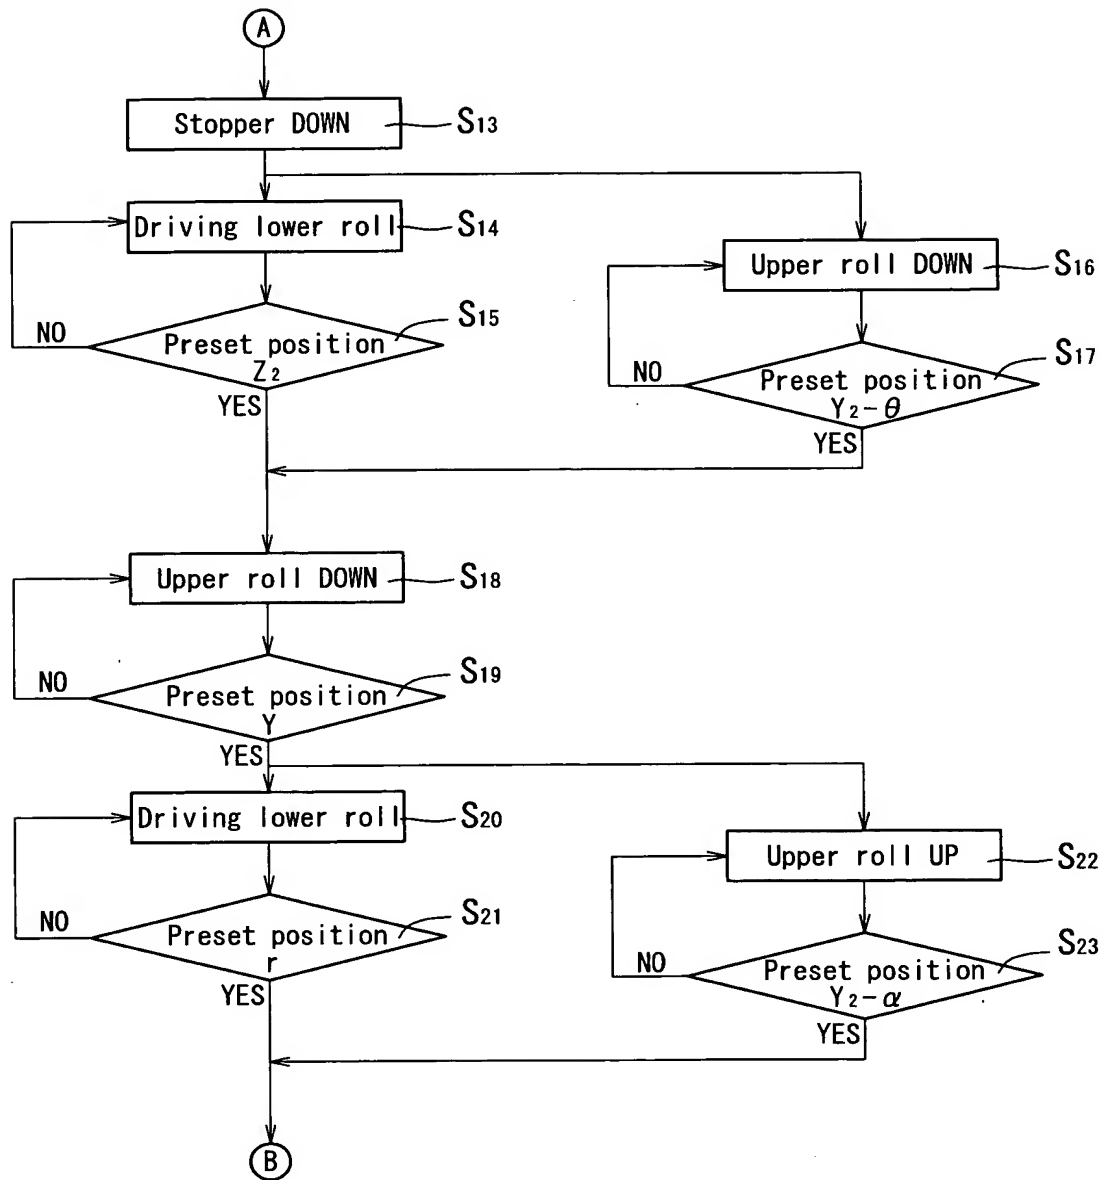 A
Stopper DOWN
S13
Driving lower roll
S14
Upper roll DOWN
S16
Preset position
Z2
S15
NO
YES
Preset position
Y2-θ
S17
NO
YES
Upper roll DOWN
S18
Preset position
Y
S19
NO
YES
Driving lower roll
S20
Upper roll UP
S22
Preset position
r
S21
NO
YES
Preset position
Y2-α
S23
NO
YES
B